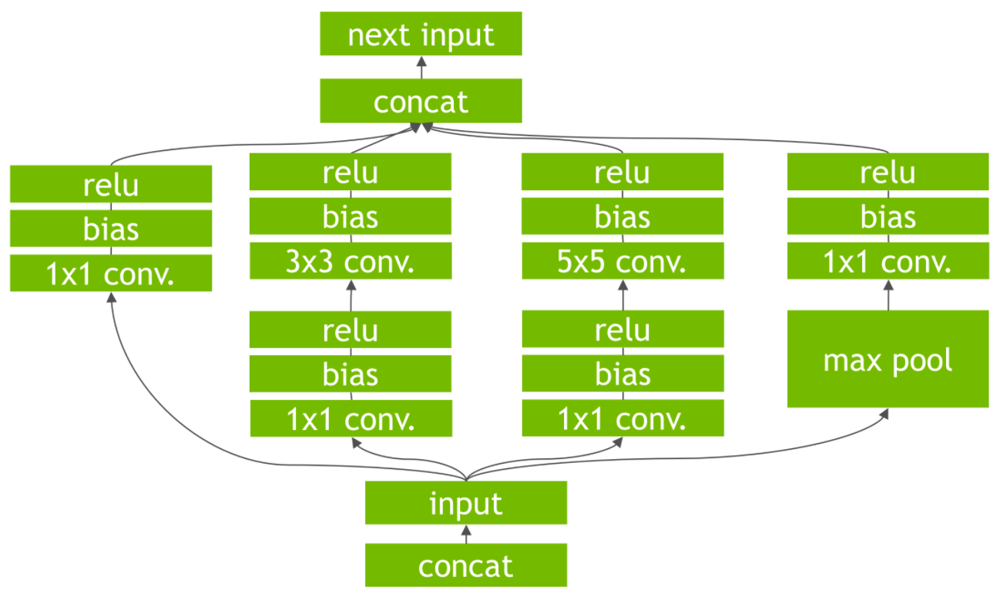 next input
concat
relu
bias
1x1 conv.
relu
bias
3x3 conv.
relu
bias
1x1 conv.
relu
bias
5x5 conv.
relu
bias
1x1 conv.
relu
bias
1x1 conv.
max pool
input
concat